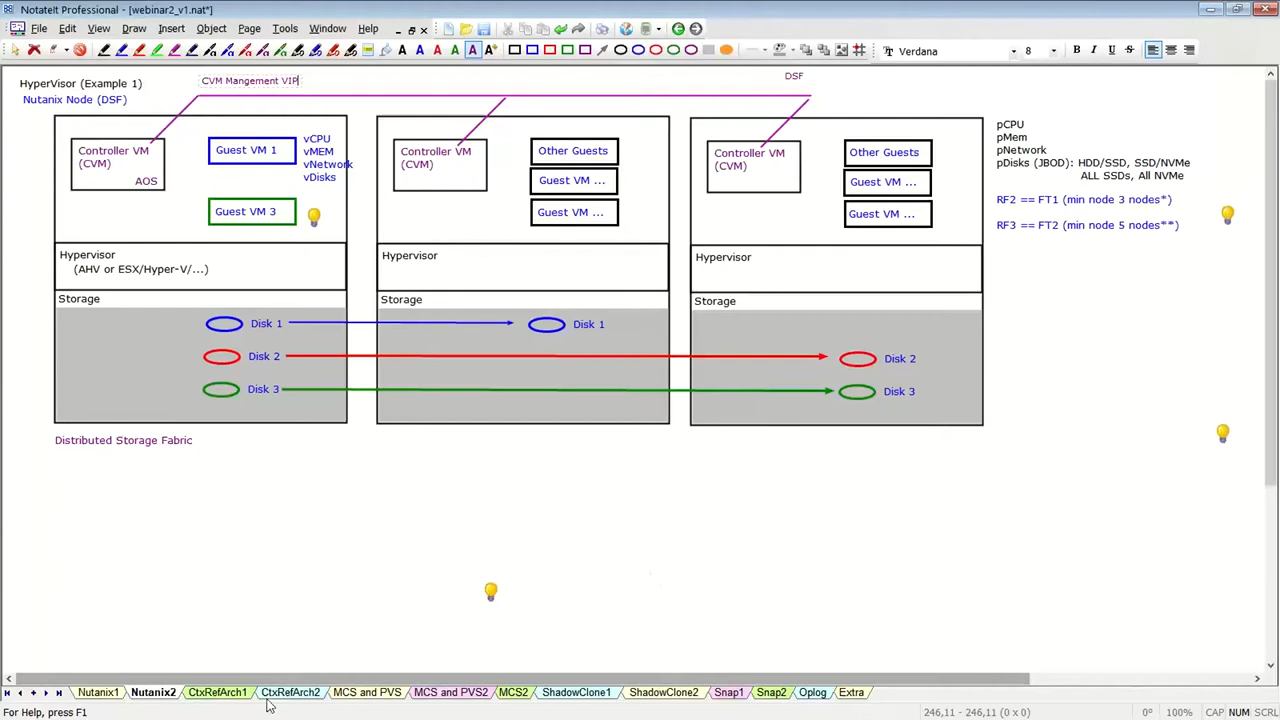 NotateIt Professional - [webinar2_v1.nat*]
File Edit View Draw Insert Object Page Tools Window Help
Verdana 8 B I U S
HyperVisor (Example 1)
Nutanix Node (DSF)
CVM Mangement VIP
DSF
Controller VM
(CVM)
AOS
Guest VM 1
vCPU
vMEM
vNetwork
vDisks
Guest VM 3
Hypervisor
(AHV or ESX/Hyper-V/...)
Storage
Disk 1
Disk 2
Disk 3
Controller VM
(CVM)
Other Guests
Guest VM ...
Guest VM ...
Hypervisor
Storage
Disk 1
Controller VM
(CVM)
Other Guests
Guest VM ...
Guest VM ...
Hypervisor
Storage
Disk 2
Disk 3
pCPU
pMem
pNetwork
pDisks (JBOD): HDD/SSD, SSD/NVMe
ALL SSDs, All NVMe
RF2 == FT1 (min node 3 nodes*)
RF3 == FT2 (min node 5 nodes**)
Distributed Storage Fabric
Nutanix1 Nutanix2 CtxRefArch1 CtxRefArch2 MCS and PVS MCS and PVS2 MCS2 ShadowClone1 ShadowClone2 Snap1 Snap2 Oplog Extra
For Help, press F1
246,11 - 246,11 (0 x 0) 0° 100% CAP NUM SCRL